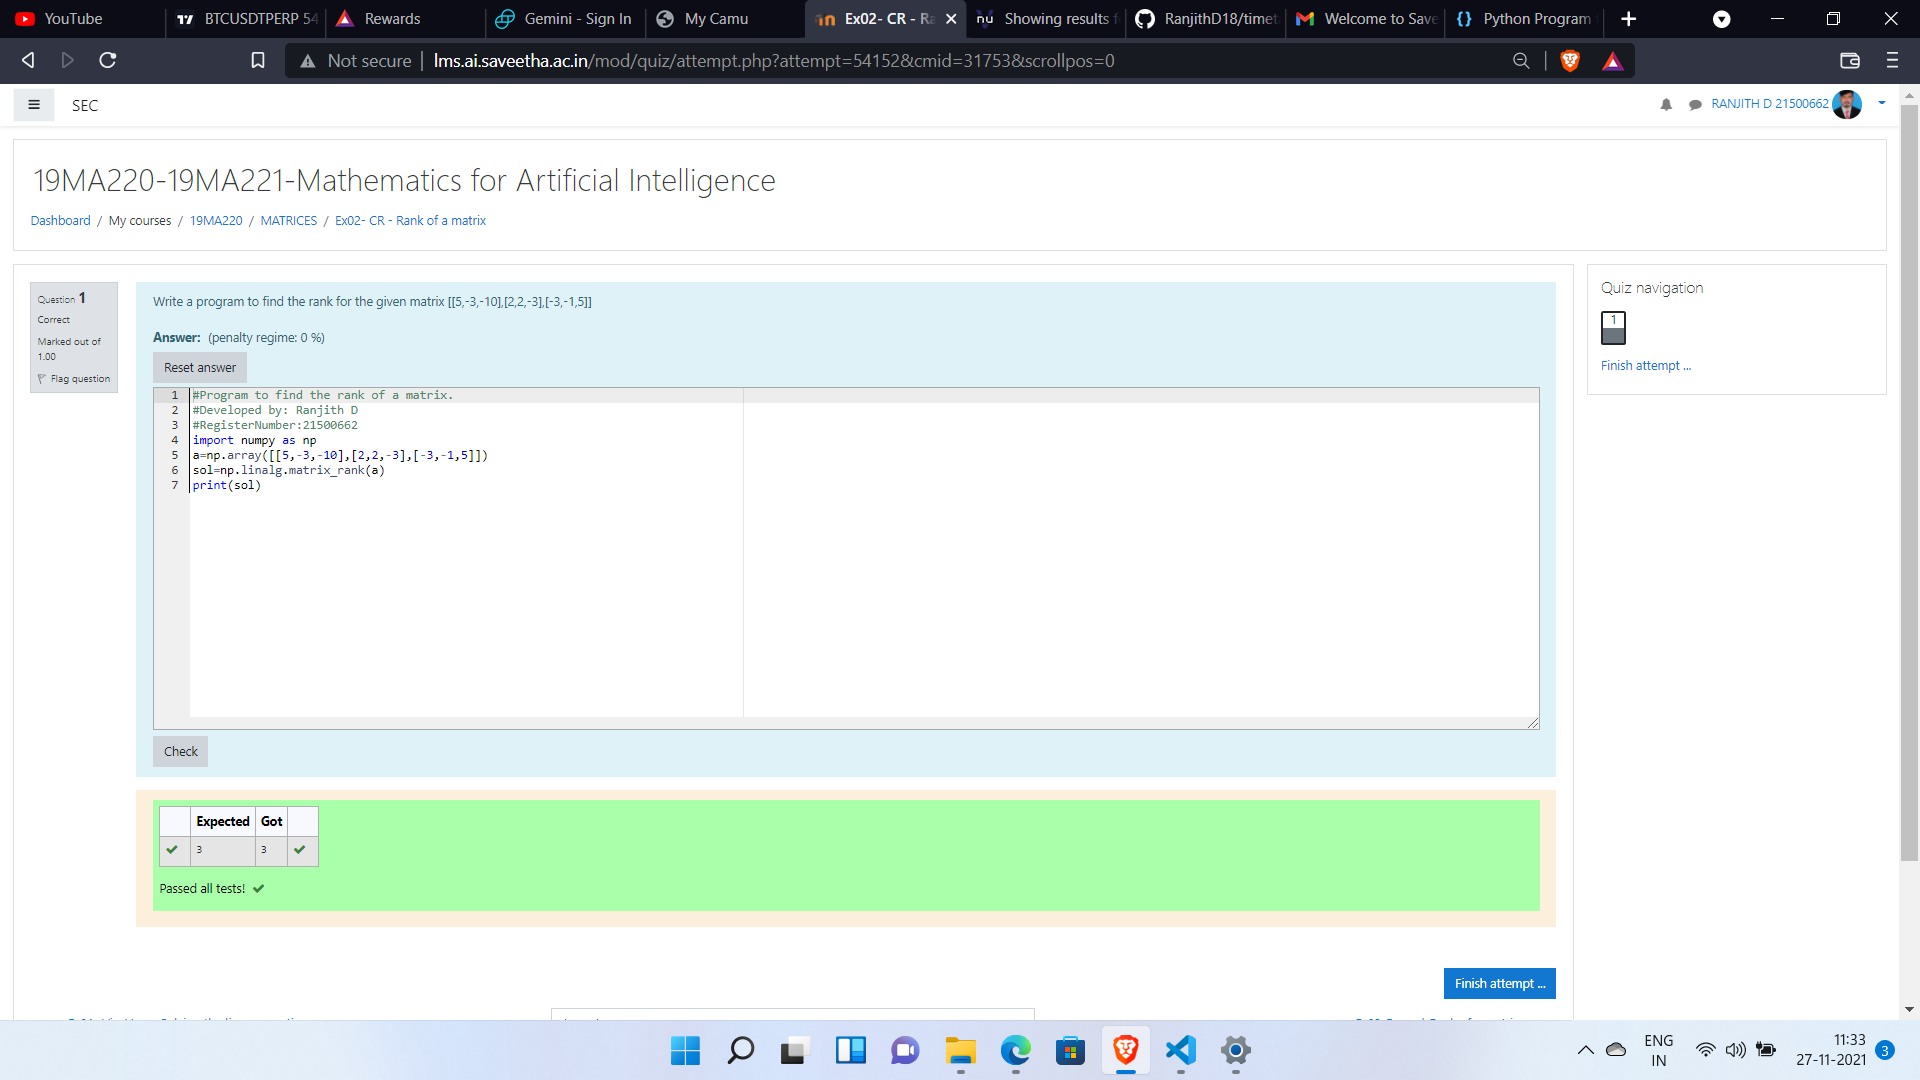 YouTube
BTCUSDTPERP 54
Rewards
Gemini - Sign In
My Camu
Ex02- CR - Ra
Showing results f
RanjithD18/timet
Welcome to Save
Python Program
Not secure
lms.ai.saveetha.ac.in/mod/quiz/attempt.php?attempt=54152&cmid=31753&scrollpos=0
SEC
RANJITH D 21500662
19MA220-19MA221-Mathematics for Artificial Intelligence
Dashboard / My courses / 19MA220 / MATRICES / Ex02- CR - Rank of a matrix
Question 1
Correct
Marked out of
1.00
Flag question
Write a program to find the rank for the given matrix [[5,-3,-10],[2,2,-3],[-3,-1,5]]
Answer: (penalty regime: 0 %)
Reset answer
1 #Program to find the rank of a matrix.
2 #Developed by: Ranjith D
3 #RegisterNumber:21500662
4 import numpy as np
5 a=np.array([[5,-3,-10],[2,2,-3],[-3,-1,5]])
6 sol=np.linalg.matrix_rank(a)
7 print(sol)
Check
Expected Got
3 3
Passed all tests!
Finish attempt ...
Quiz navigation
1
Finish attempt ...
ENG
IN
11:33
27-11-2021
3